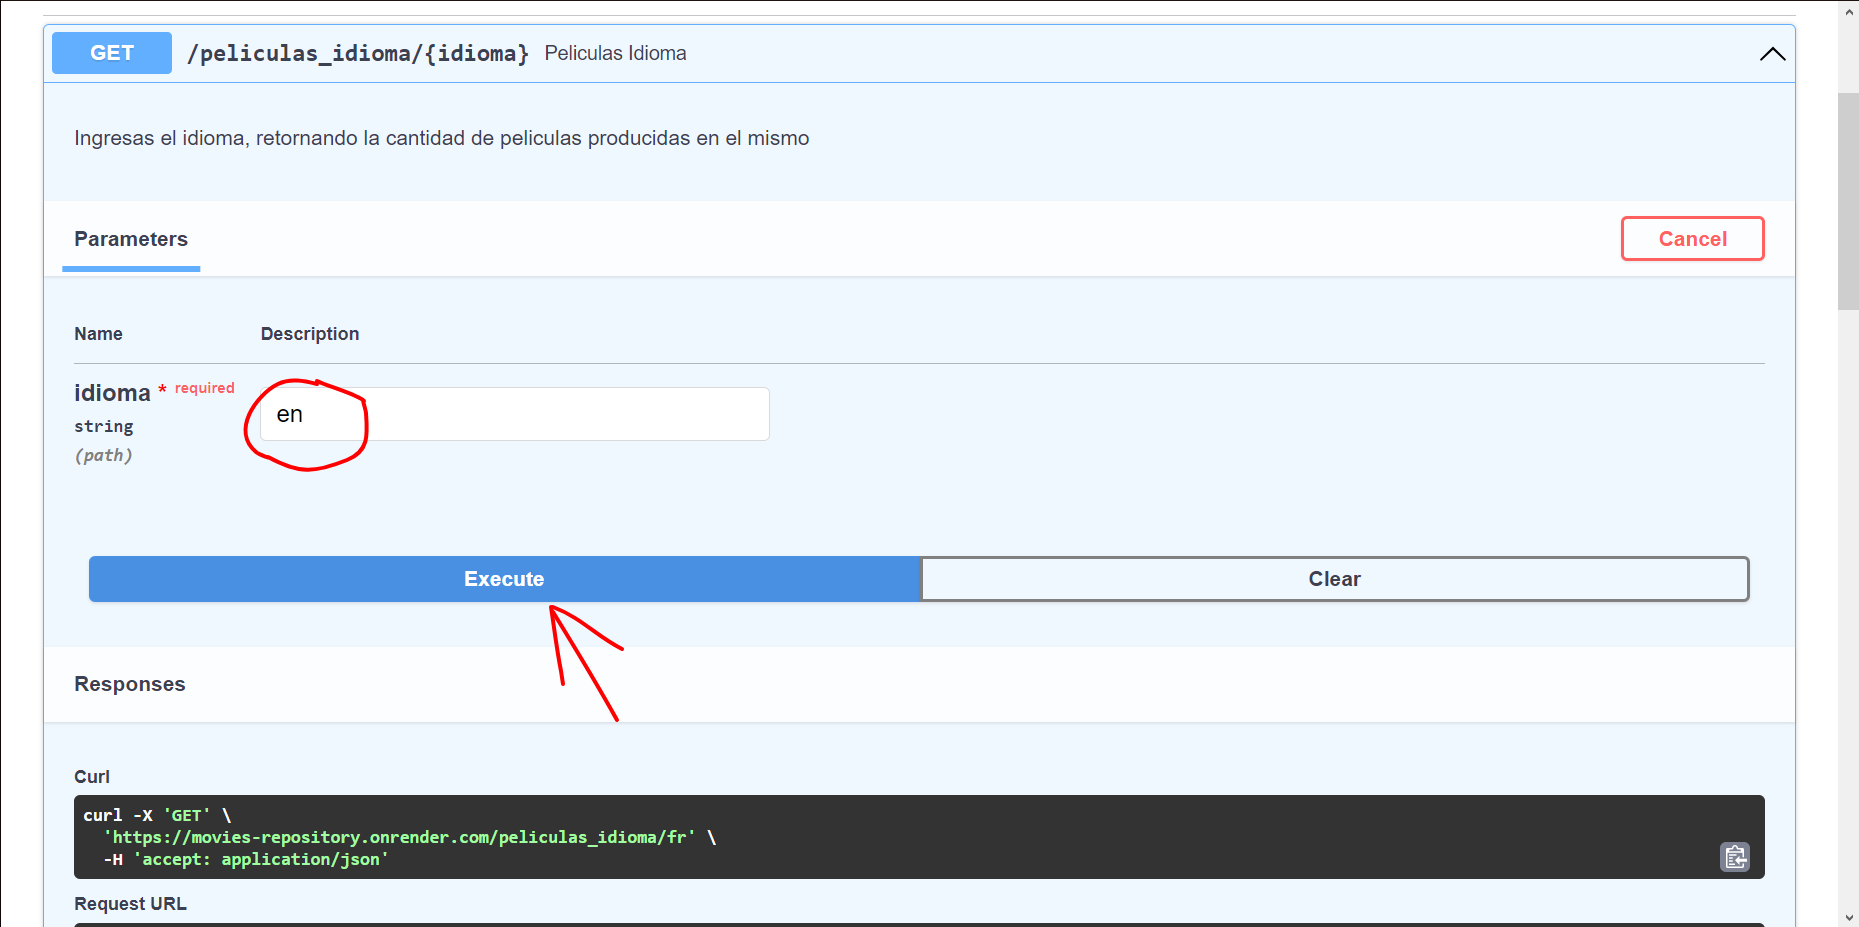 GET /peliculas_idioma/{idioma} Peliculas Idioma
Ingresas el idioma, retornando la cantidad de peliculas producidas en el mismo
Parameters Cancel
Name Description
idioma * required
string
(path)
en
Execute Clear
Responses
Curl
curl -X 'GET' \
'https://movies-repository.onrender.com/peliculas_idioma/fr' \
-H 'accept: application/json'
Request URL